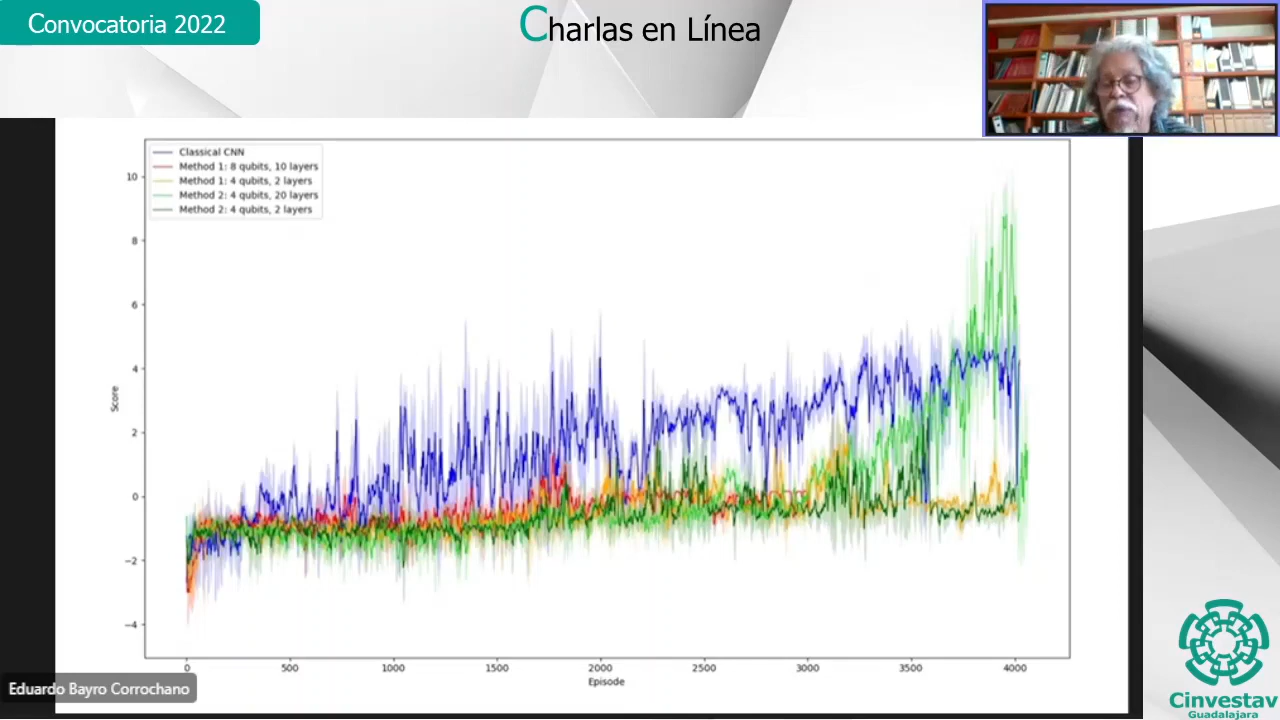 Convocatoria 2022
Charlas en Línea
Classical CNN
Method 1: 8 qubits, 10 layers
Method 1: 4 qubits, 2 layers
Method 2: 4 qubits, 20 layers
Method 2: 4 qubits, 2 layers
10
8
6
4
2
0
−2
−4
Score
0 500 1000 1500 2000 2500 3000 3500 4000
Episode
Eduardo Bayro Corrochano
Cinvestav
Guadalajara